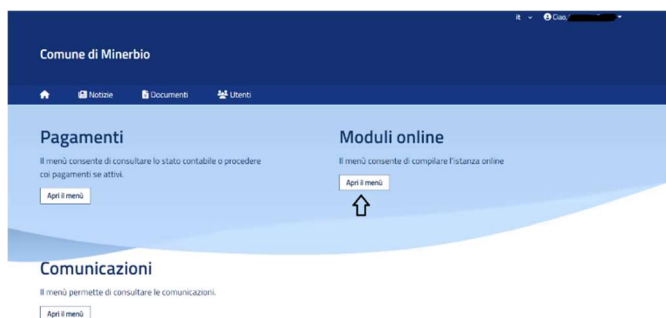 it Ciao,
Comune di Minerbio
Notizie Documenti Utenti
Pagamenti
Il menù consente di consultare lo stato contabile o procedere
coi pagamenti se attivi.
Apri il menù
Moduli online
Il menù consente di compilare l'istanza online
Apri il menù
Comunicazioni
Il menù permette di consultare le comunicazioni.
Apri il menù